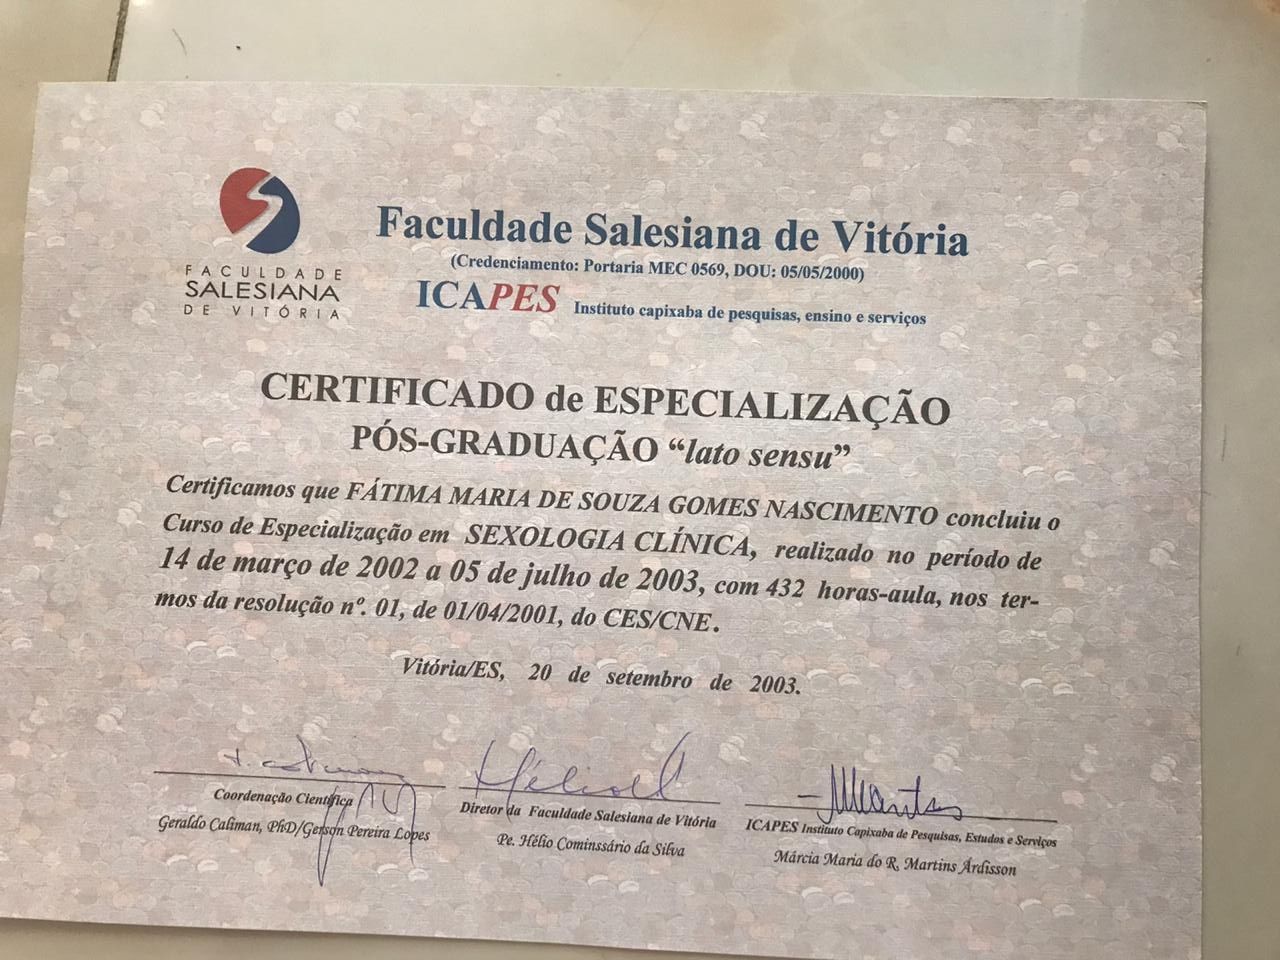 FACULDADE
SALESIANA
DE VITÓRIA
Faculdade Salesiana de Vitória
(Credenciamento: Portaria MEC 0569, DOU: 05/05/2000)
ICAPES Instituto capixaba de pesquisas, ensino e serviços
CERTIFICADO de ESPECIALIZAÇÃO
PÓS-GRADUAÇÃO “lato sensu”
Certificamos que FÁTIMA MARIA DE SOUZA GOMES NASCIMENTO concluiu o
Curso de Especialização em SEXOLOGIA CLÍNICA, realizado no período de
14 de março de 2002 a 05 de julho de 2003, com 432 horas-aula, nos ter-
mos da resolução nº. 01, de 01/04/2001, do CES/CNE.
Vitória/ES, 20 de setembro de 2003.
Coordenação Científica
Geraldo Caliman, PhD/Gerson Pereira Lopes
Diretor da Faculdade Salesiana de Vitória
Pe. Hélio Cominssário da Silva
ICAPES Instituto Capixaba de Pesquisas, Estudos e Serviços
Márcia Maria do R. Martins Árdisson